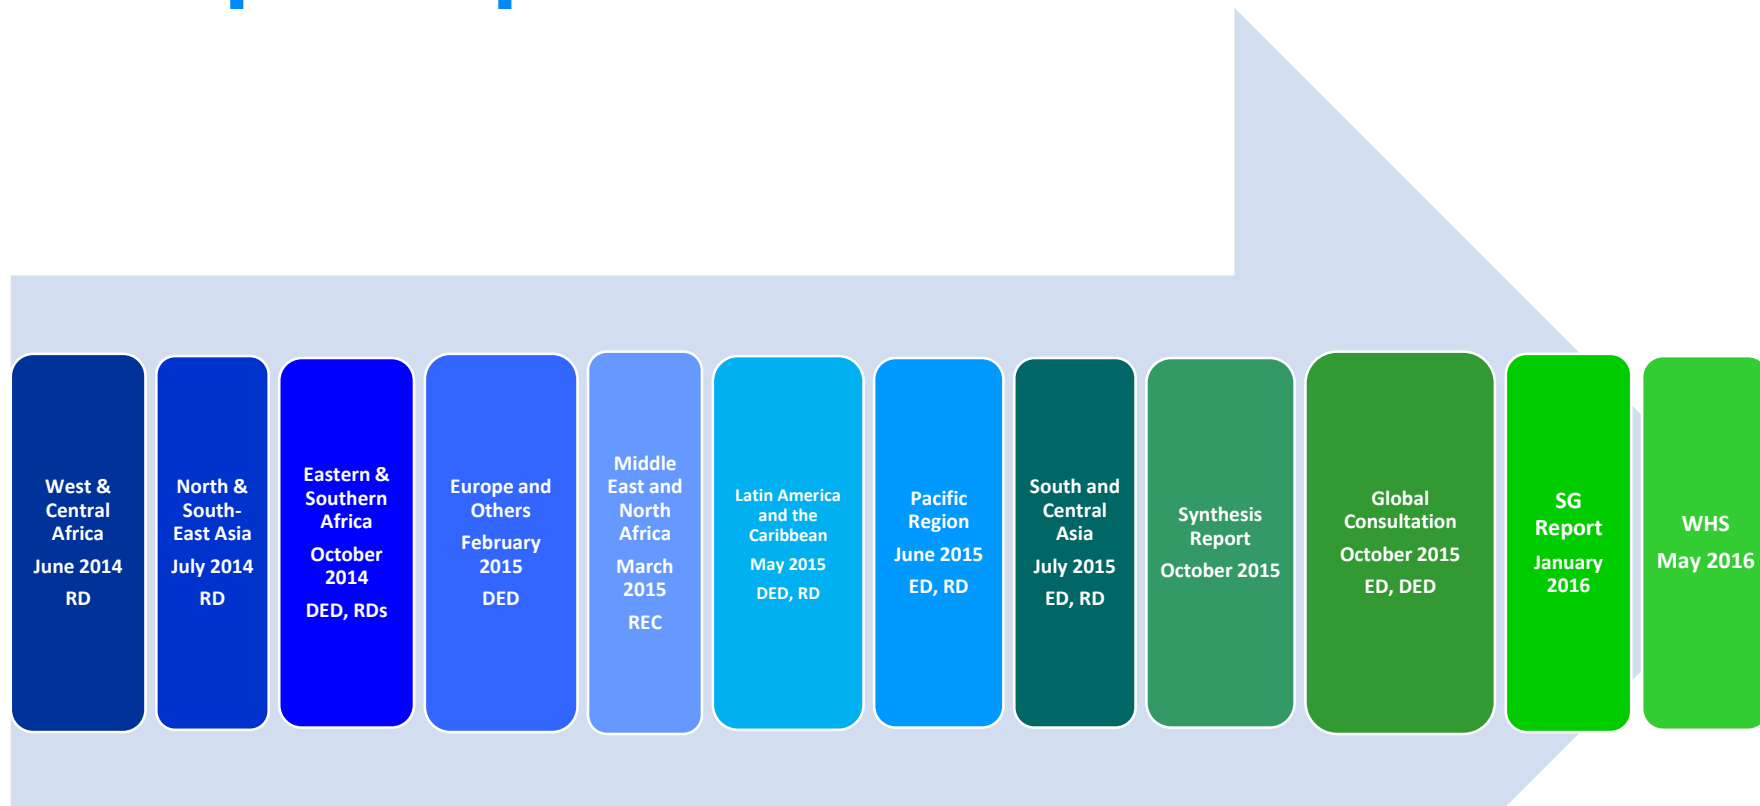 West &
Central
Africa
June 2014
RD
North &
South-
East Asia
July 2014
RD
Eastern &
Southern
Africa
October
2014
DED, RDs
Europe and
Others
February
2015
DED
Middle
East and
North
Africa
March
2015
REC
Latin America
and the
Caribbean
May 2015
DED, RD
Pacific
Region
June 2015
ED, RD
South and
Central
Asia
July 2015
ED, RD
Synthesis
Report
October 2015
Global
Consultation
October 2015
ED, DED
SG
Report
January
2016
WHS
May 2016